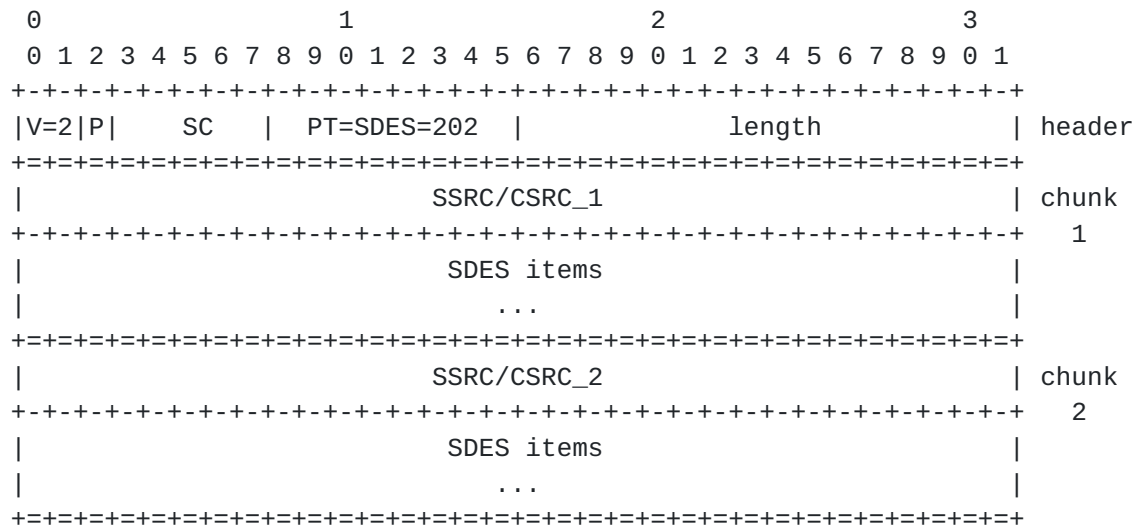 0                   1                   2                   3
 0 1 2 3 4 5 6 7 8 9 0 1 2 3 4 5 6 7 8 9 0 1 2 3 4 5 6 7 8 9 0 1
+-+-+-+-+-+-+-+-+-+-+-+-+-+-+-+-+-+-+-+-+-+-+-+-+-+-+-+-+-+-+-+-+
|V=2|P|    SC   |  PT=SDES=202  |             length            | header
+=+=+=+=+=+=+=+=+=+=+=+=+=+=+=+=+=+=+=+=+=+=+=+=+=+=+=+=+=+=+=+=+
|                          SSRC/CSRC_1                          | chunk
+-+-+-+-+-+-+-+-+-+-+-+-+-+-+-+-+-+-+-+-+-+-+-+-+-+-+-+-+-+-+-+-+   1
|                           SDES items                          |
|                              ...                              |
+=+=+=+=+=+=+=+=+=+=+=+=+=+=+=+=+=+=+=+=+=+=+=+=+=+=+=+=+=+=+=+=+
|                          SSRC/CSRC_2                          | chunk
+-+-+-+-+-+-+-+-+-+-+-+-+-+-+-+-+-+-+-+-+-+-+-+-+-+-+-+-+-+-+-+-+   2
|                           SDES items                          |
|                              ...                              |
+=+=+=+=+=+=+=+=+=+=+=+=+=+=+=+=+=+=+=+=+=+=+=+=+=+=+=+=+=+=+=+=+